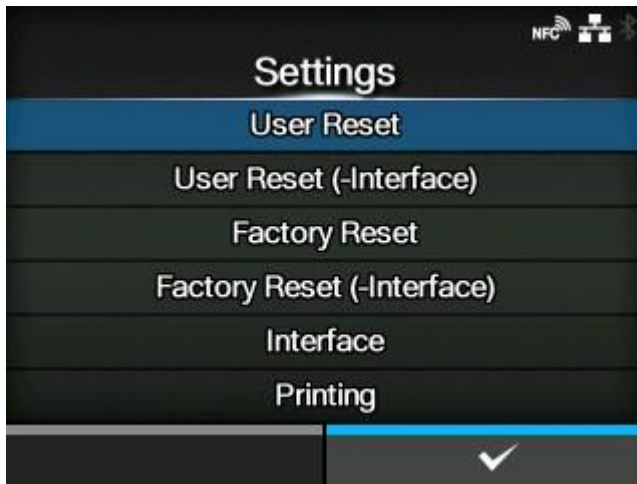 NFC
Settings
User Reset
User Reset (-Interface)
Factory Reset
Factory Reset (-Interface)
Interface
Printing